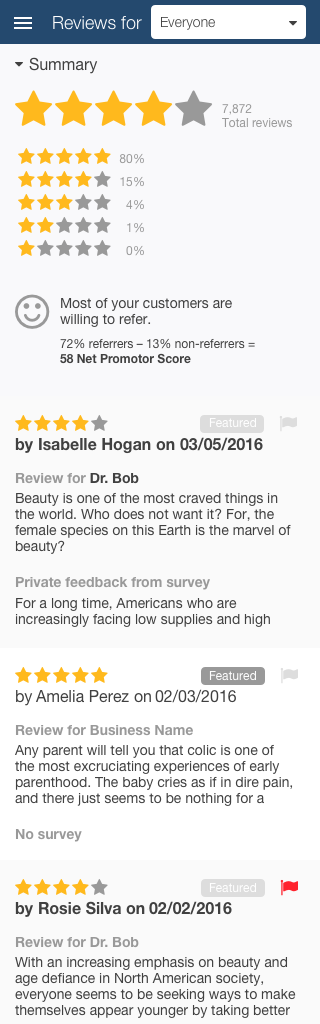 Reviews for Everyone
Summary
7,872
Total reviews
80%
15%
4%
1%
0%
Most of your customers are
willing to refer.
72% referrers – 13% non-referrers =
58 Net Promotor Score
Featured
by Isabelle Hogan on 03/05/2016
Review for Dr. Bob
Beauty is one of the most craved things in
the world. Who does not want it? For, the
female species on this Earth is the marvel of
beauty?
Private feedback from survey
For a long time, Americans who are
increasingly facing low supplies and high
Featured
by Amelia Perez on 02/03/2016
Review for Business Name
Any parent will tell you that colic is one of
the most excruciating experiences of early
parenthood. The baby cries as if in dire pain,
and there just seems to be nothing for a
No survey
Featured
by Rosie Silva on 02/02/2016
Review for Dr. Bob
With an increasing emphasis on beauty and
age defiance in North American society,
everyone seems to be seeking ways to make
themselves appear younger by taking better